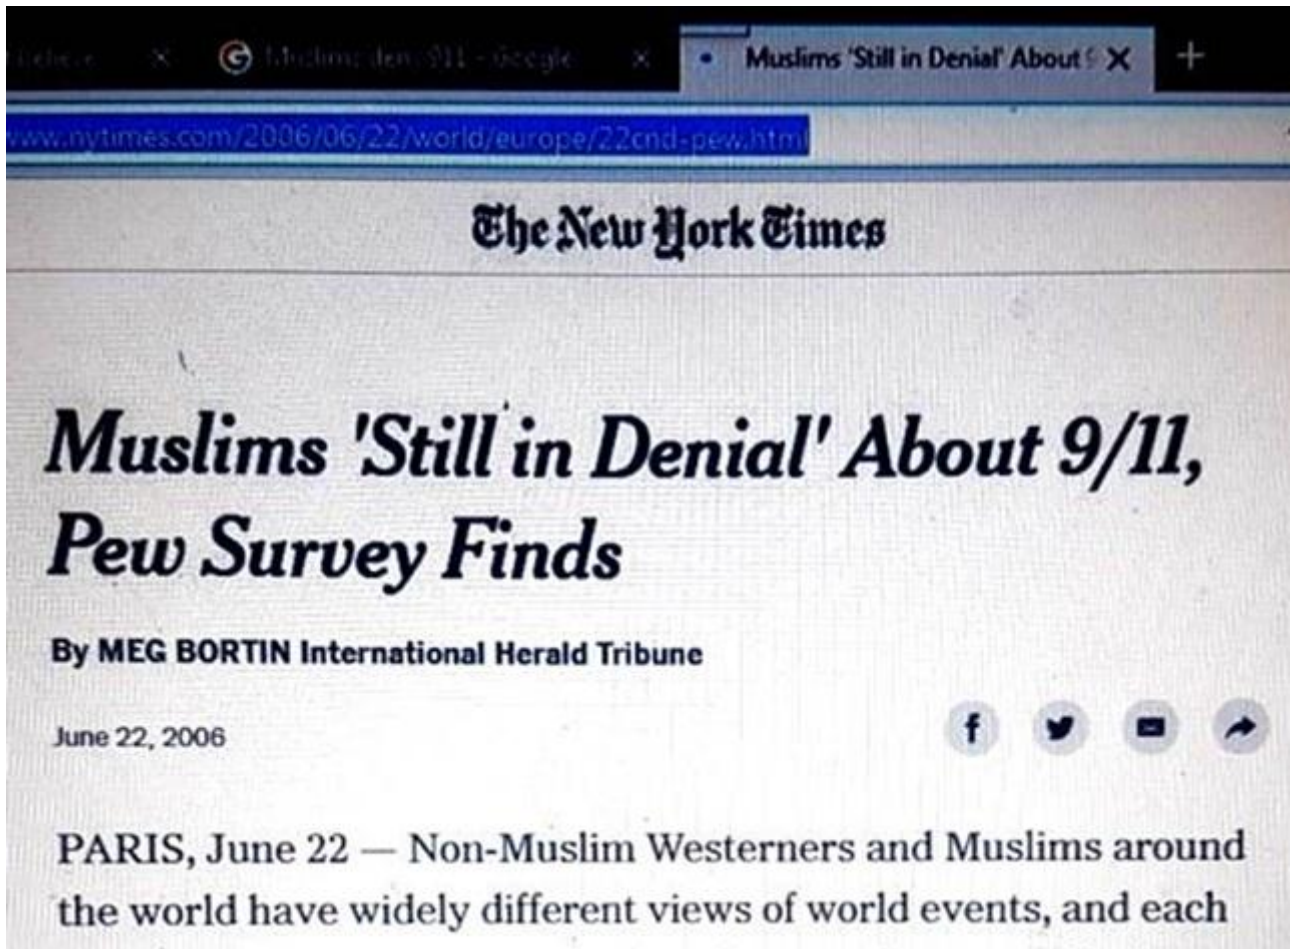 Muslims 'Still in Denial' About
www.nytimes.com/2006/06/22/world/europe/22cnd-pew.html
The New York Times
Muslims 'Still in Denial' About 9/11,
Pew Survey Finds
By MEG BORTIN International Herald Tribune
June 22, 2006
PARIS, June 22 — Non-Muslim Westerners and Muslims around
the world have widely different views of world events, and each